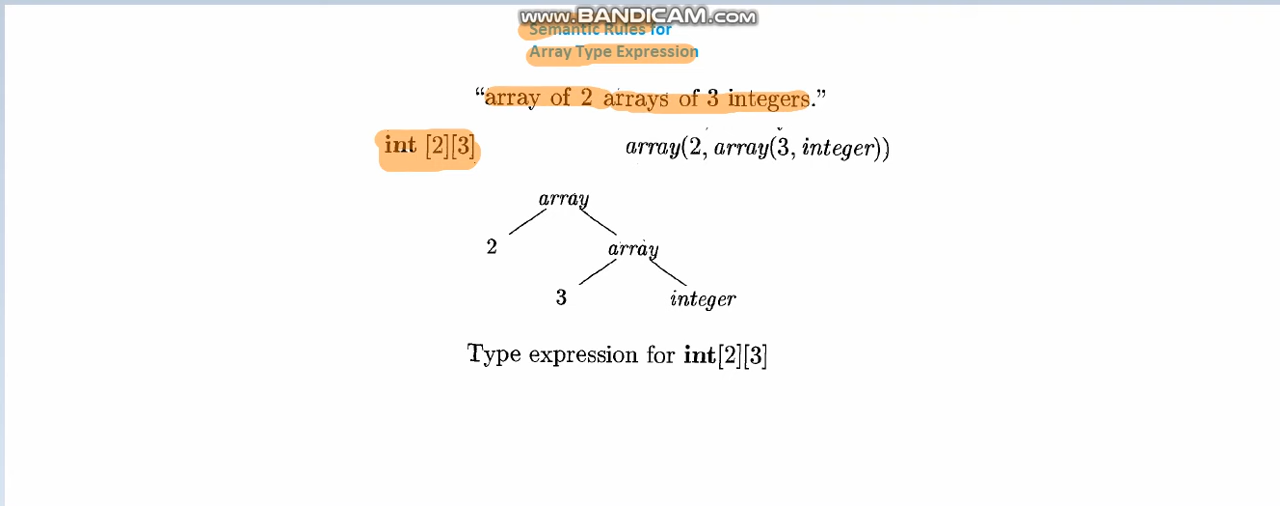 www.BANDICAM.com
Semantic Rules for
Array Type Expression
“array of 2 arrays of 3 integers.”
int [2][3] array(2, array(3, integer))
array
2 array
3 integer
Type expression for int[2][3]